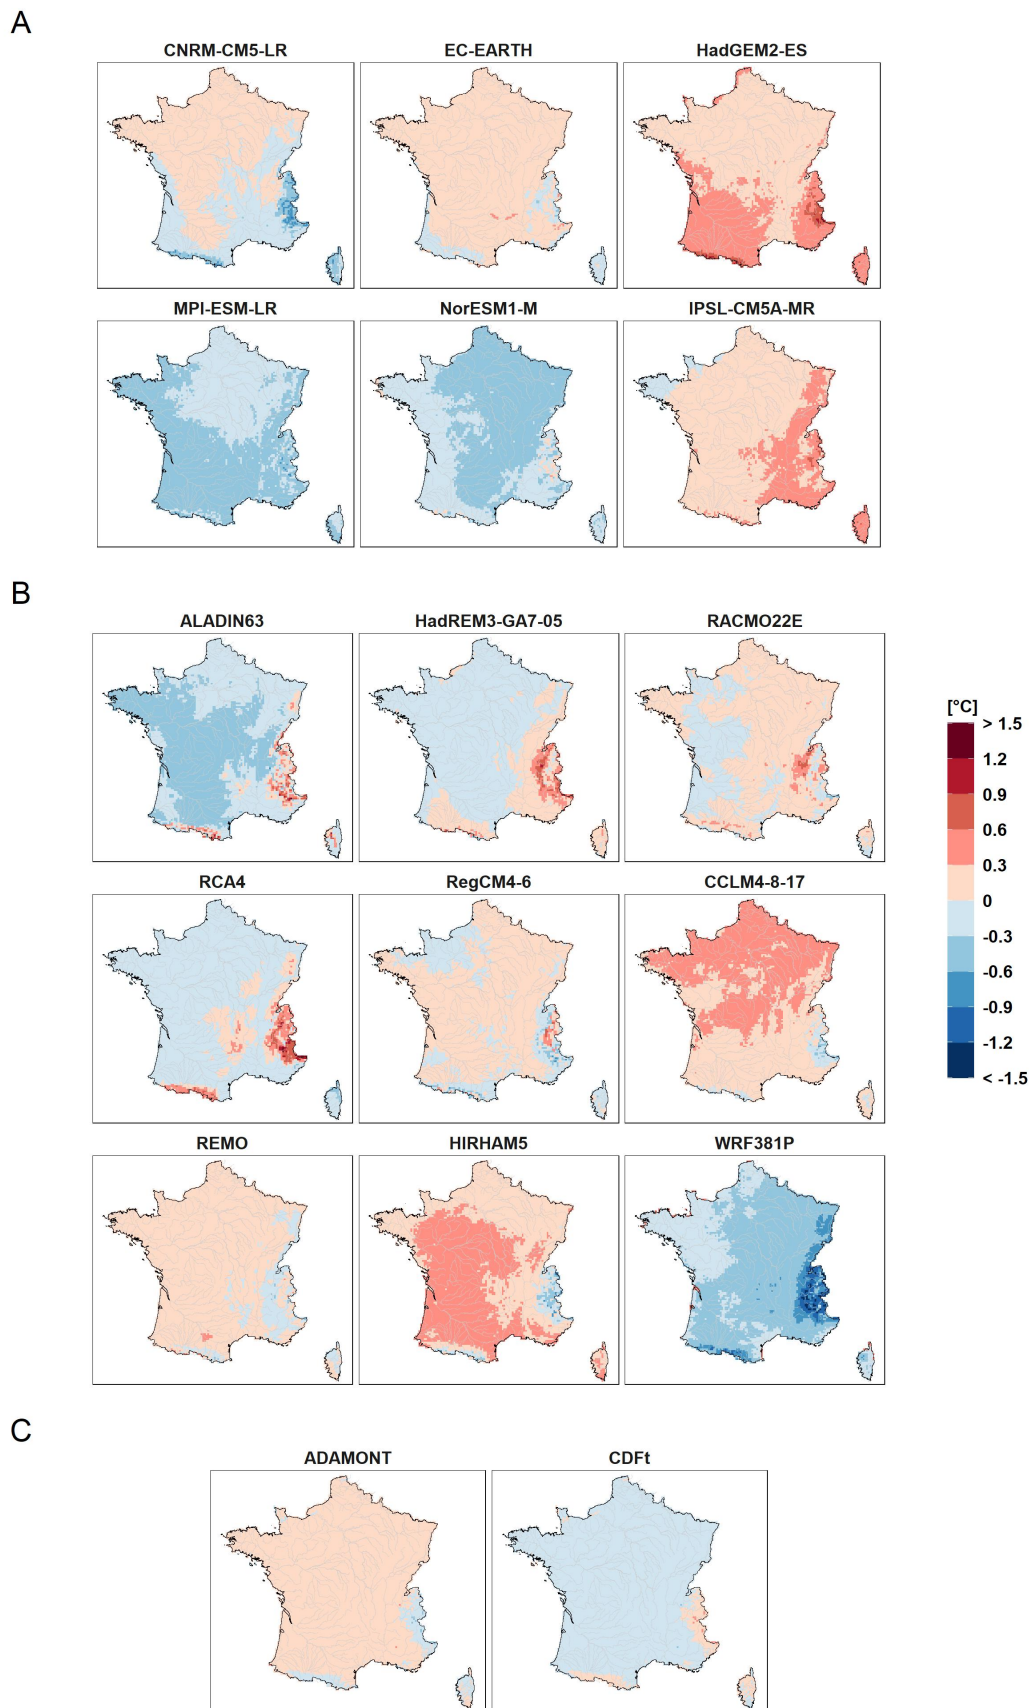 A
CNRM-CM5-LR
EC-EARTH
HadGEM2-ES
MPI-ESM-LR
NorESM1-M
IPSL-CM5A-MR
B
ALADIN63
HadREM3-GA7-05
RACMO22E
RCA4
RegCM4-6
CCLM4-8-17
REMO
HIRHAM5
WRF381P
[°C]
> 1.5
1.2
0.9
0.6
0.3
0
-0.3
-0.6
-0.9
-1.2
< -1.5
C
ADAMONT
CDFt